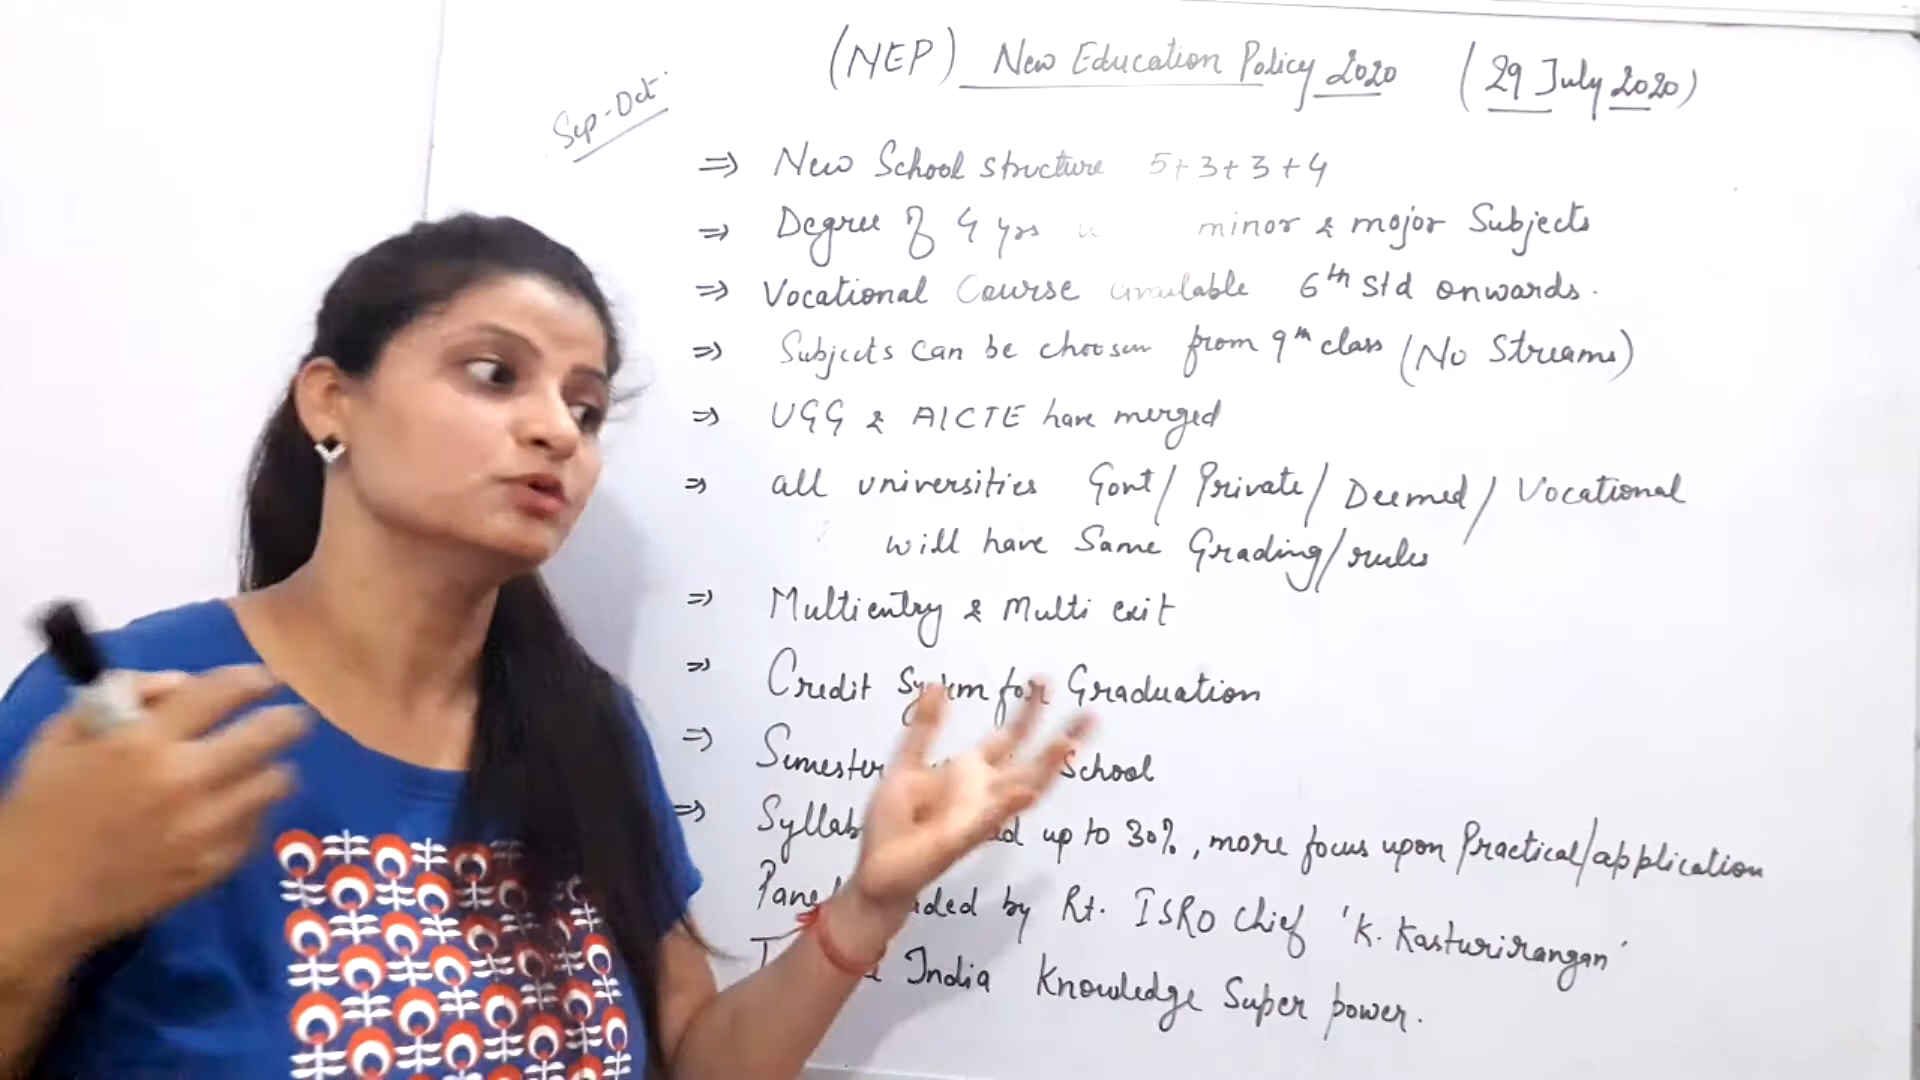 (NEP) New Education Policy 2020 (29 July 2020)
Sep-Oct
⇒ New School structure 5+3+3+4
⇒ Degree of 4 yrs minor & major Subjects
⇒ Vocational Course available 6th std onwards.
⇒ Subjects can be choosen from 9th class (No Streams)
⇒ UGG & AICTE have merged
⇒ all universities Govt/Private/Deemed/Vocational
will have Same Grading/rules
⇒ Multientry & Multi exit
⇒ Credit System for Graduation
⇒ Semester School
⇒ up to 30%, more focus upon Practical/application
by Rt. ISRO Chief 'K. Kasturirangan'
India Knowledge Super power.